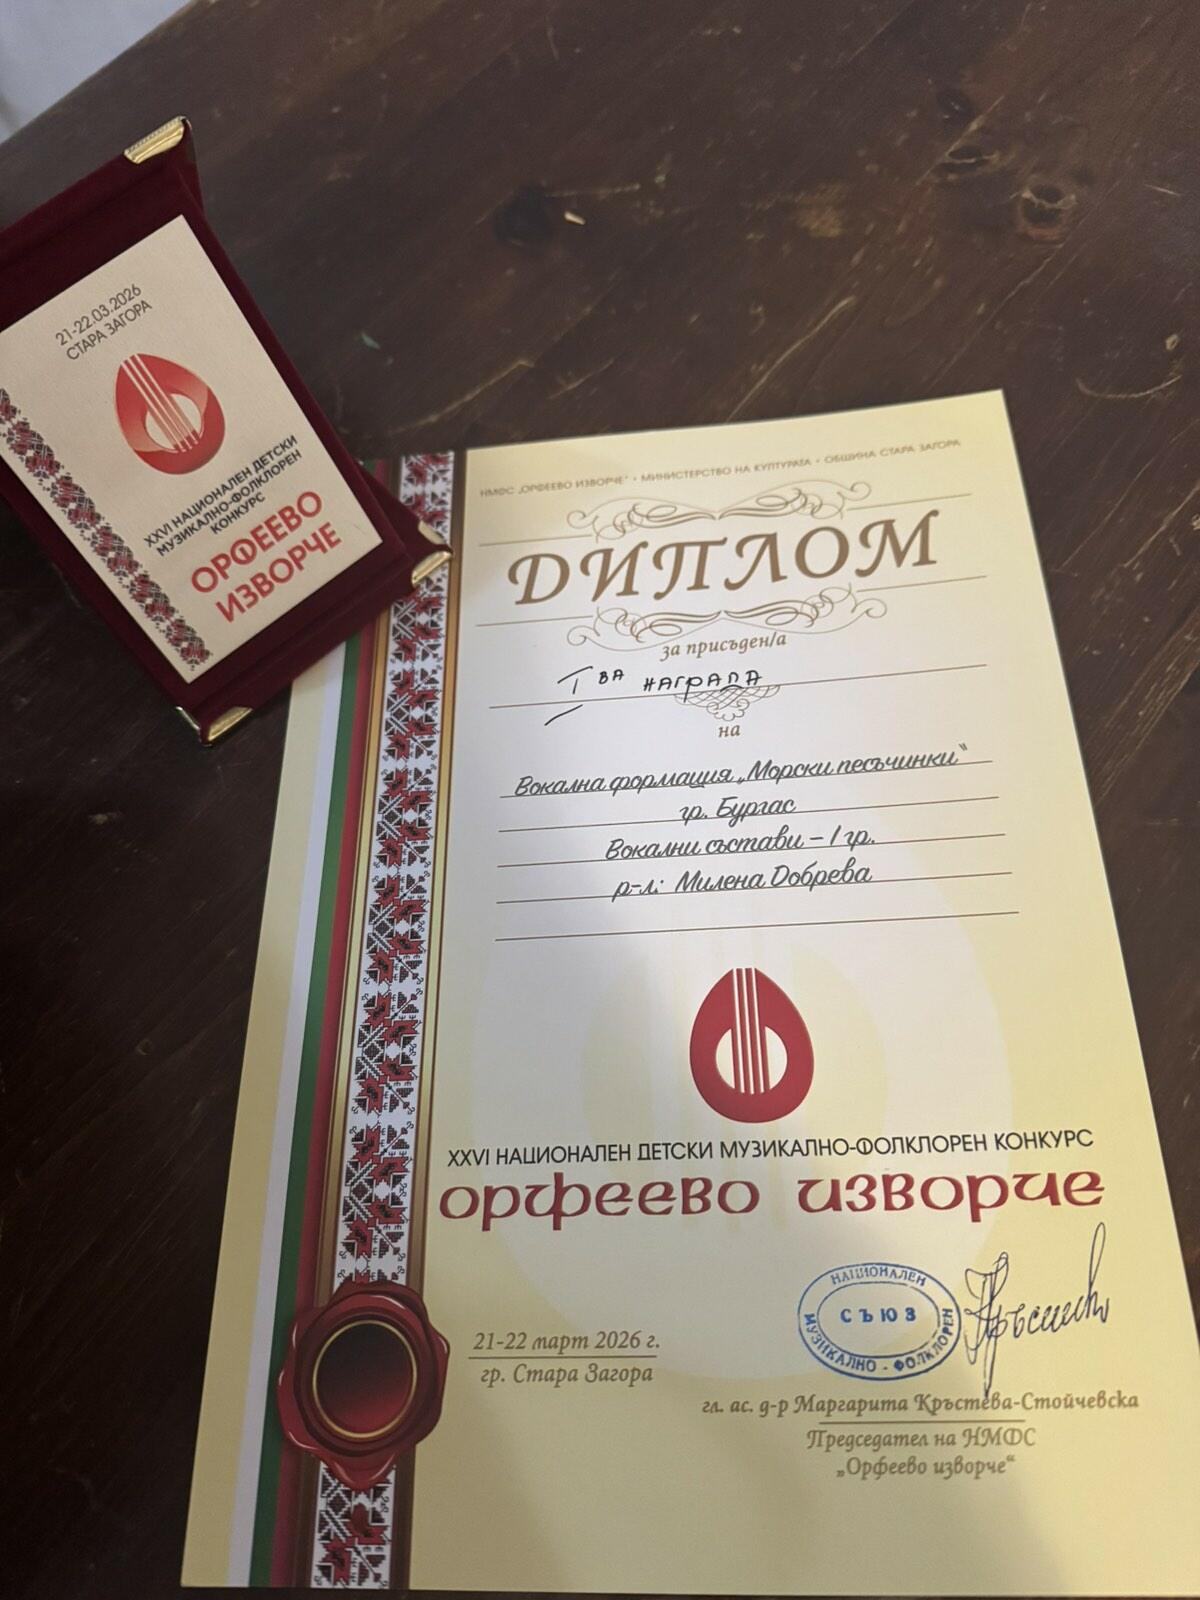 21-22.03.2026
СТАРА ЗАГОРА
XXVI НАЦИОНАЛЕН ДЕТСКИ
МУЗИКАЛНО-ФОЛКЛОРЕН
КОНКУРС
ОРФЕЕВО
ИЗВОРЧЕ
НМФС „ОРФЕЕВО ИЗВОРЧЕ“ • МИНИСТЕРСТВО НА КУЛТУРАТА • ОБЩИНА СТАРА ЗАГОРА
ДИПЛОМ
за присъден/а
I ВА НАГРАДА
на
Вокална формация „Морски песъчинки“
гр. Бургас
Вокални състави – I гр.
р-л: Милена Добрева
XXVI НАЦИОНАЛЕН ДЕТСКИ МУЗИКАЛНО-ФОЛКЛОРЕН КОНКУРС
ОРФЕЕВО ИЗВОРЧЕ
НАЦИОНАЛЕН
СЪЮЗ
МУЗИКАЛНО - ФОЛКЛОРЕН
21-22 март 2026 г.
гр. Стара Загора
гл. ас. д-р Маргарита Кръстева-Стойчевска
Председател на НМФС
„Орфеево изворче“